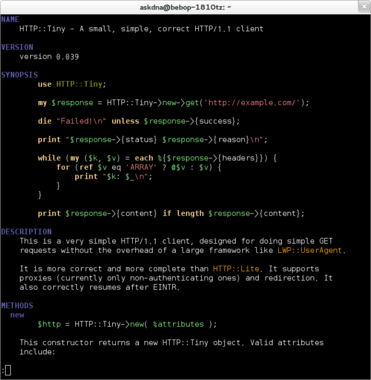 askdna@bebop-1810tz: ~
NAME
HTTP::Tiny - A small, simple, correct HTTP/1.1 client
VERSION
version 0.039
SYNOPSIS
use HTTP::Tiny;
my $response = HTTP::Tiny->new->get('http://example.com/');
die "Failed!\n" unless $response->{success};
print "$response->{status} $response->{reason}\n";
while (my ($k, $v) = each %{$response->{headers}}) {
for (ref $v eq 'ARRAY' ? @$v : $v) {
print "$k: $_\n";
}
}
print $response->{content} if length $response->{content};
DESCRIPTION
This is a very simple HTTP/1.1 client, designed for doing simple GET
requests without the overhead of a large framework like LWP::UserAgent.
It is more correct and more complete than HTTP::Lite. It supports
proxies (currently only non-authenticating ones) and redirection. It
also correctly resumes after EINTR.
METHODS
new
$http = HTTP::Tiny->new( %attributes );
This constructor returns a new HTTP::Tiny object. Valid attributes
include:
: